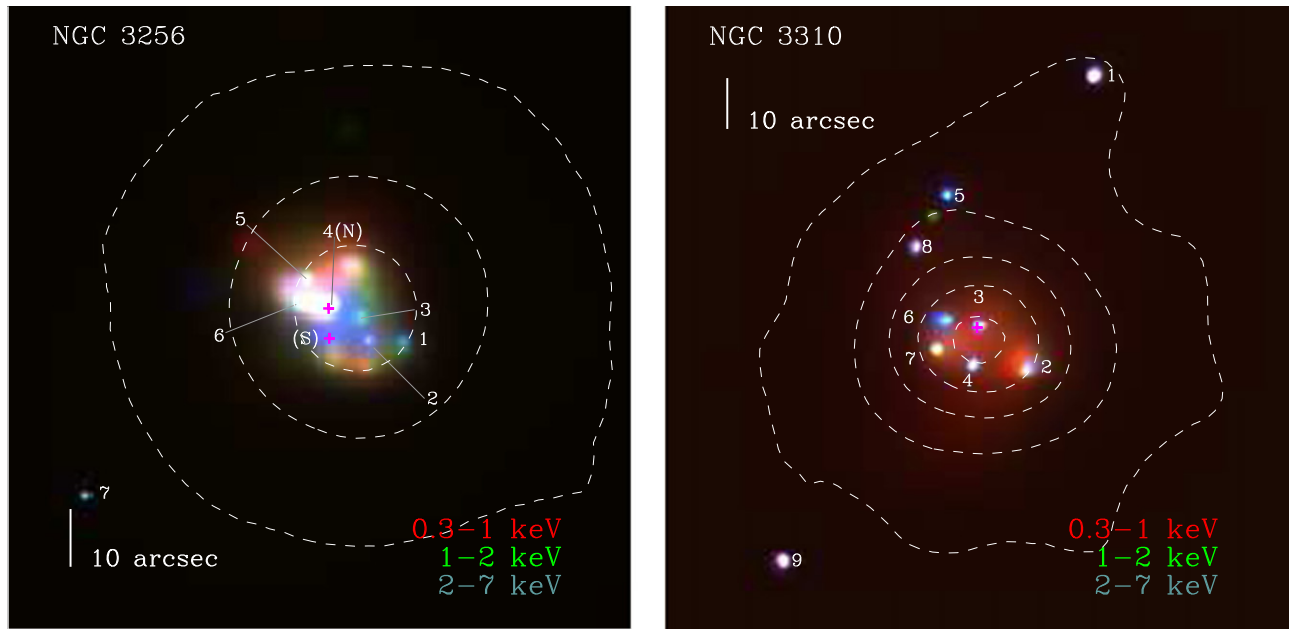 NGC 3256
5
4(N)
3
6
(S)
1
2
7
10 arcsec
0.3–1 keV
1–2 keV
2–7 keV
NGC 3310
1
10 arcsec
5
8
3
6
7
2
4
9
0.3–1 keV
1–2 keV
2–7 keV